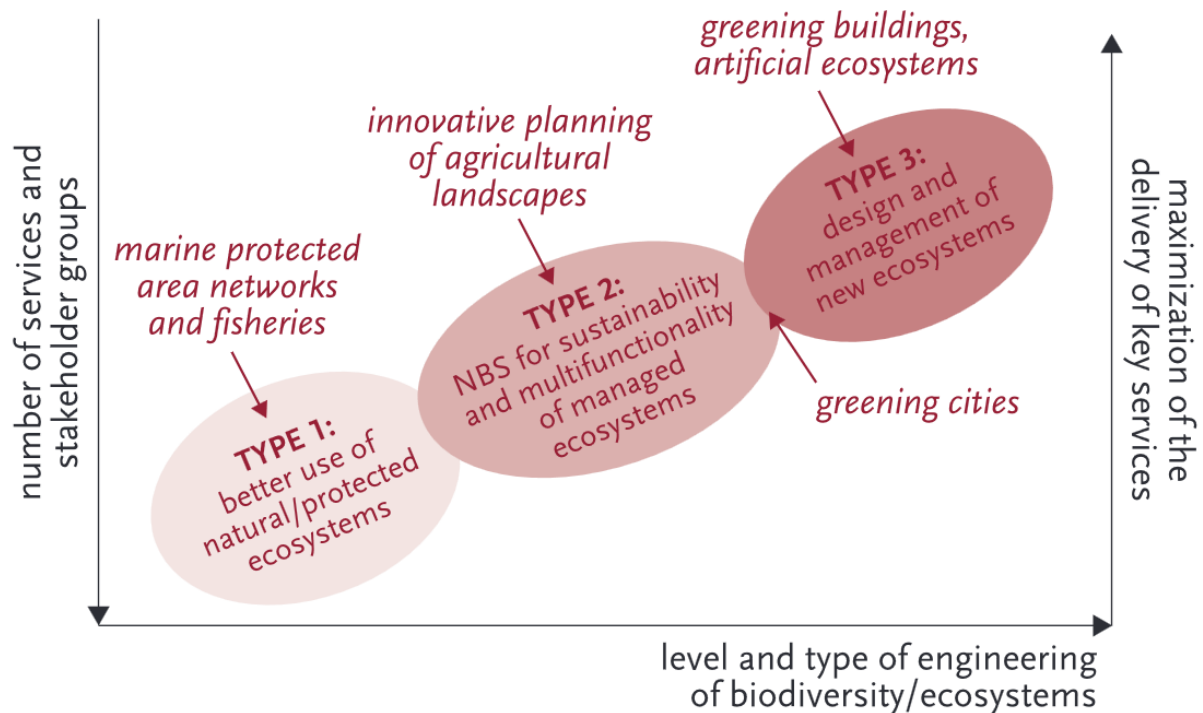 greening buildings,
artificial ecosystems
innovative planning
of agricultural
landscapes
marine protected
area networks
and fisheries
TYPE 3:
design and
management of
new ecosystems
TYPE 2:
NBS for sustainability
and multifunctionality
of managed
ecosystems
greening cities
TYPE 1:
better use of
natural/protected
ecosystems
number of services and
stakeholder groups
maximization of the
delivery of key services
level and type of engineering
of biodiversity/ecosystems